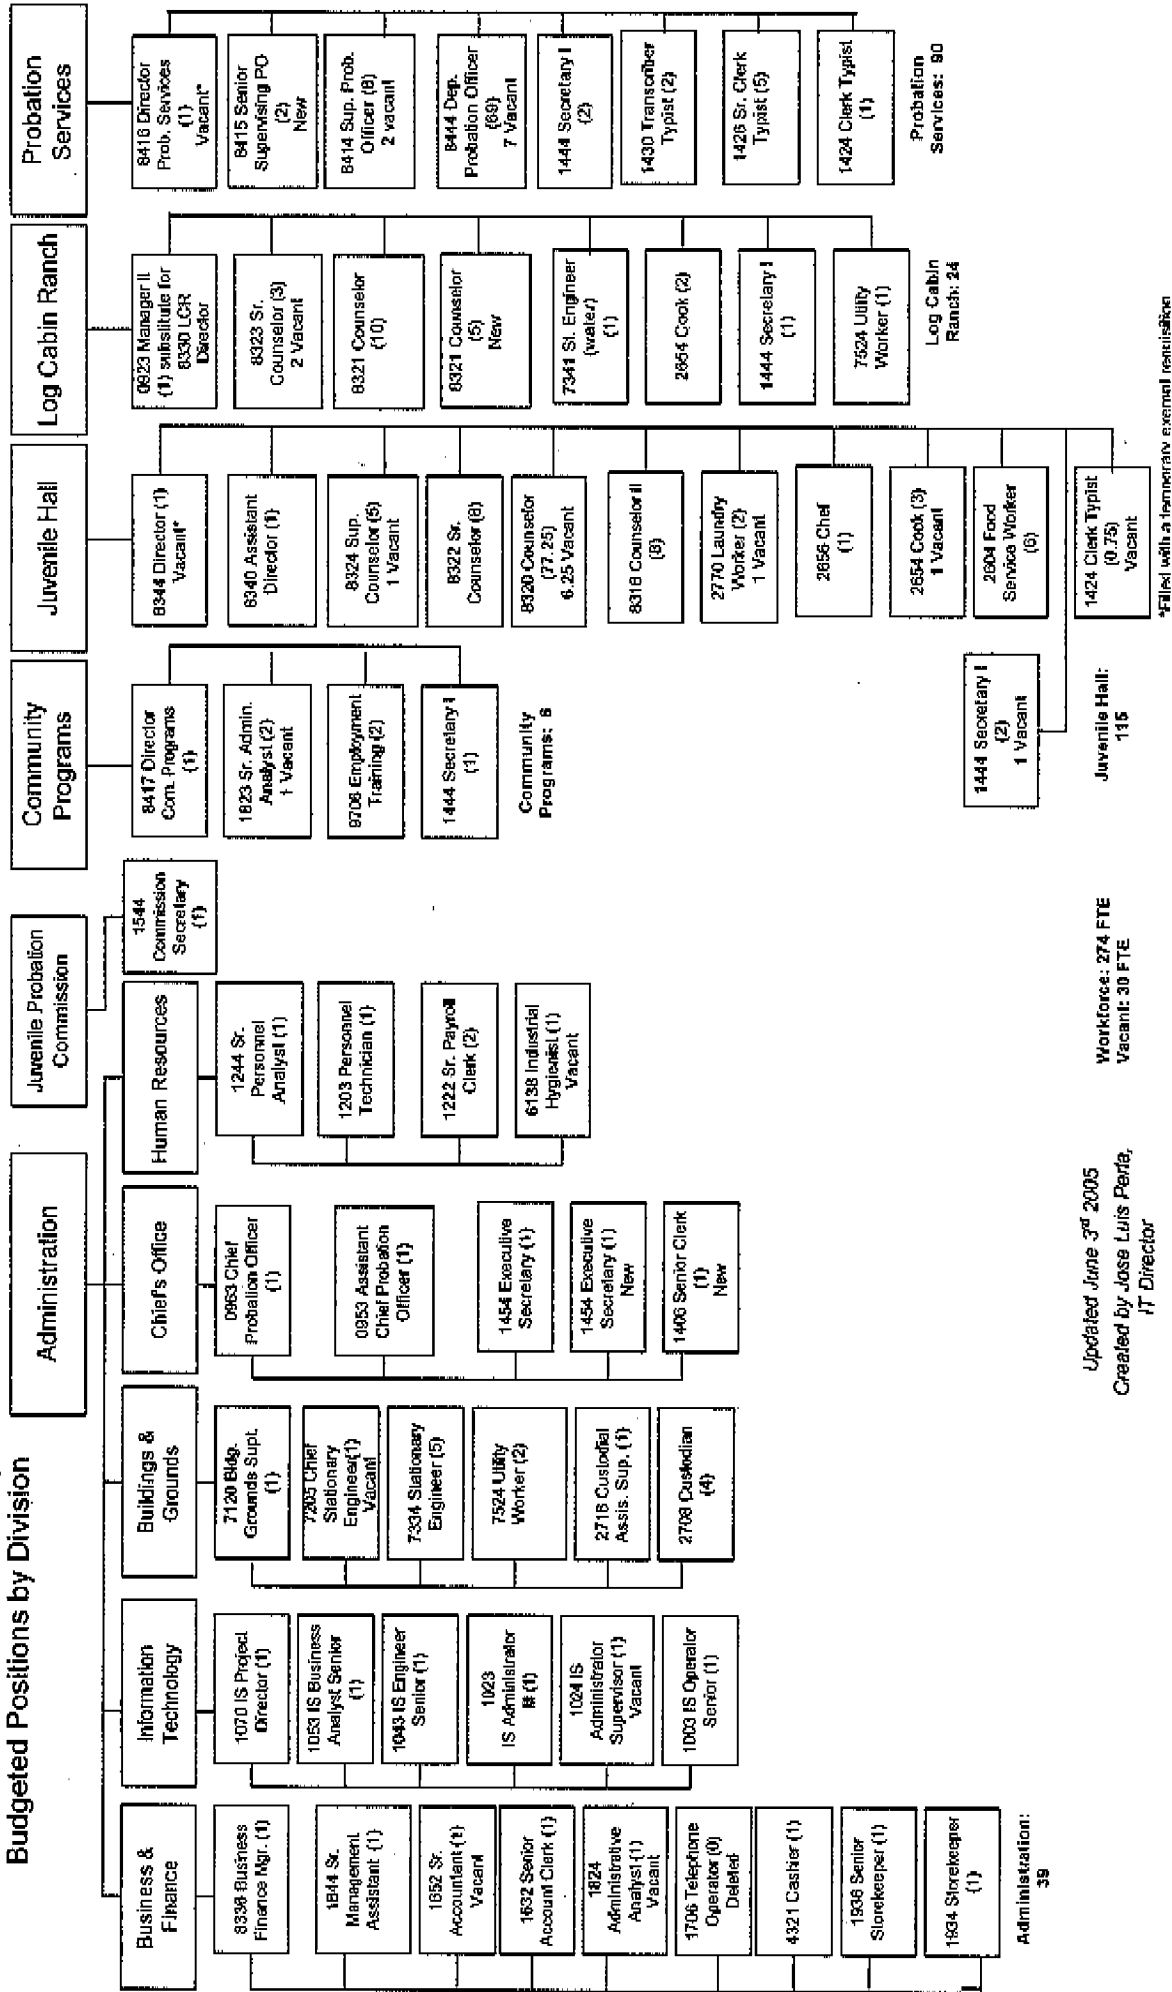 Budgeted Positions by Division
Administration
Juvenile Probation
Commission
Community
Programs
Juvenile Hall
Log Cabin Ranch
Probation
Services
Business &
Finance
8336 Business
Finance Mgr. (1)
1844 Sr.
Management
Assistant (1)
1652 Sr.
Accountant (1)
Vacant
1632 Senior
Account Clerk (1)
1824
Administrative
Analyst (1)
Vacant
1706 Telephone
Operator (0)
Deleted
4321 Cashier (1)
1936 Senior
Storekeeper (1)
1934 Storekeeper
(1)
Administration:
39
Information
Technology
1070 IS Project
Director (1)
1053 IS Business
Analyst Senior
(1)
1043 IS Engineer
Senior (1)
1023
IS Administrator
III (1)
1024 IS
Administrator
Supervisor (1)
Vacant
1003 IS Operator
Senior (1)
Buildings &
Grounds
7120 Bldg.
Grounds Supt.
(1)
7205 Chief
Stationary
Engineer(1)
Vacant
7334 Stationary
Engineer (5)
7524 Utility
Worker (2)
2716 Custodial
Assis. Sup. (1)
2708 Custodian
(4)
Chief's Office
0963 Chief
Probation Officer
(1)
0953 Assistant
Chief Probation
Officer (1)
1454 Executive
Secretary (1)
1454 Executive
Secretary (1)
New
1406 Senior Clerk
(1)
New
Human Resources
1244 Sr.
Personnel
Analyst (1)
1203 Personnel
Technician (1)
1222 Sr. Payroll
Clerk (2)
6138 Industrial
Hygienist (1)
Vacant
1544
Commission
Secretary
(1)
8417 Director
Com. Programs
(1)
1823 Sr. Admin.
Analyst (2)
1 Vacant
9706 Employment
Training (2)
1444 Secretary I
(1)
Community
Programs: 6
8344 Director (1)
Vacant*
8340 Assistant
Director (1)
8324 Sup.
Counselor (5)
1 Vacant
8322 Sr.
Counselor (8)
8320 Counselor
(77.25)
6.25 Vacant
8318 Counselor II
(8)
2770 Laundry
Worker (2)
1 Vacant
2656 Chef
(1)
2654 Cook (3)
1 Vacant
2604 Food
Service Worker
(6)
1424 Clerk Typist
(0.75)
Vacant
1444 Secretary I
(2)
1 Vacant
Juvenile Hall:
115
0923 Manager II
(1) substitute for
8330 LCR
Director
8323 Sr.
Counselor (3)
2 Vacant
8321 Counselor
(10)
8321 Counselor
(5)
New
7341 St. Engineer
(water)
(1)
2654 Cook (2)
1444 Secretary I
(1)
7524 Utility
Worker (1)
Log Cabin
Ranch: 24
8416 Director
Prob. Services
(1)
Vacant*
8415 Senior
Supervising PO
(2)
New
8414 Sup. Prob.
Officer (8)
2 vacant
8444 Dep.
Probation Officer
(69)
7 Vacant
1444 Secretary I
(2)
1430 Transcriber
Typist (2)
1426 Sr. Clerk
Typist (5)
1424 Clerk Typist
(1)
Probation
Services: 90
Updated June 3rd 2005
Created by Jose Luis Perla,
IT Director
Workforce: 274 FTE
Vacant: 30 FTE
*Filled with a temporary exempt requisition